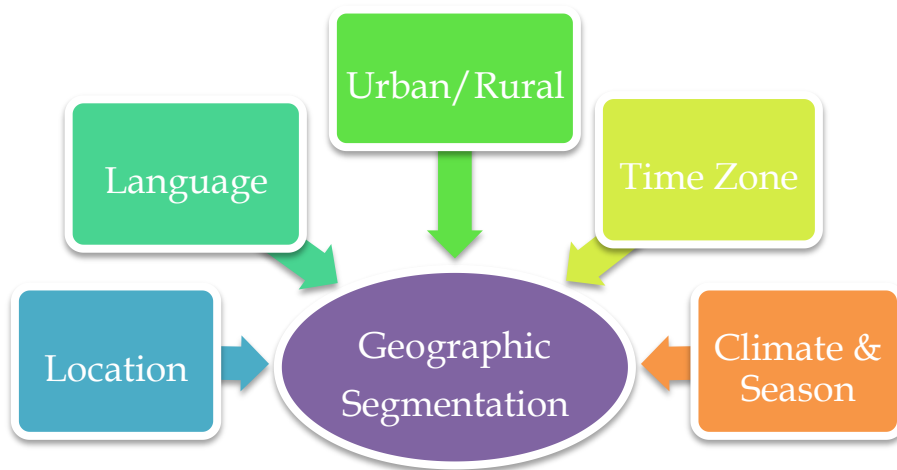 Urban/Rural
Language
Time Zone
Location
Geographic
Segmentation
Climate &
Season